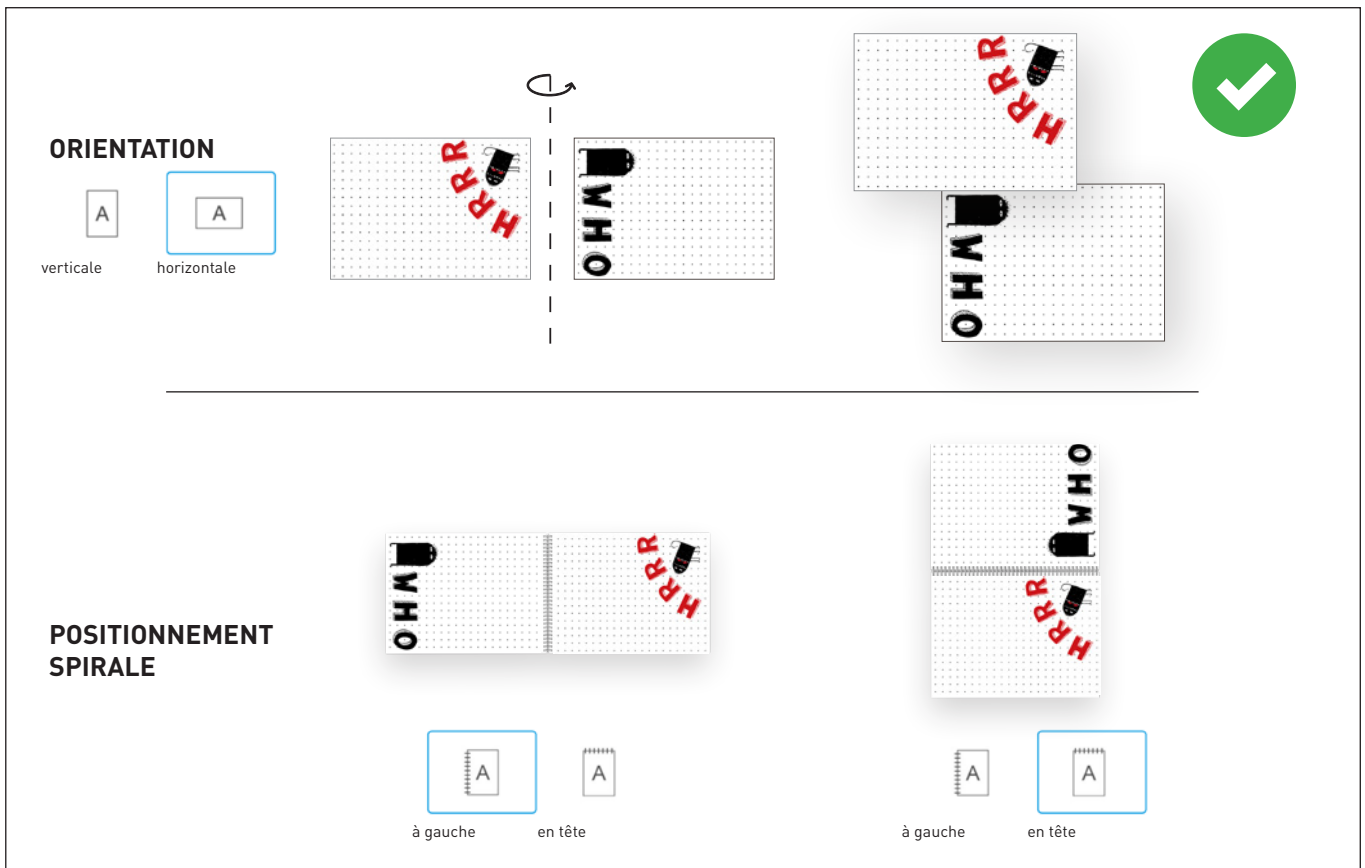 ORIENTATION
A
A
verticale
horizontale
HRRR
WHO
HRRR
WHO
POSITIONNEMENT
SPIRALE
WHO
HRRR
WHO
HRRR
A
A
à gauche
en tête
A
A
à gauche
en tête